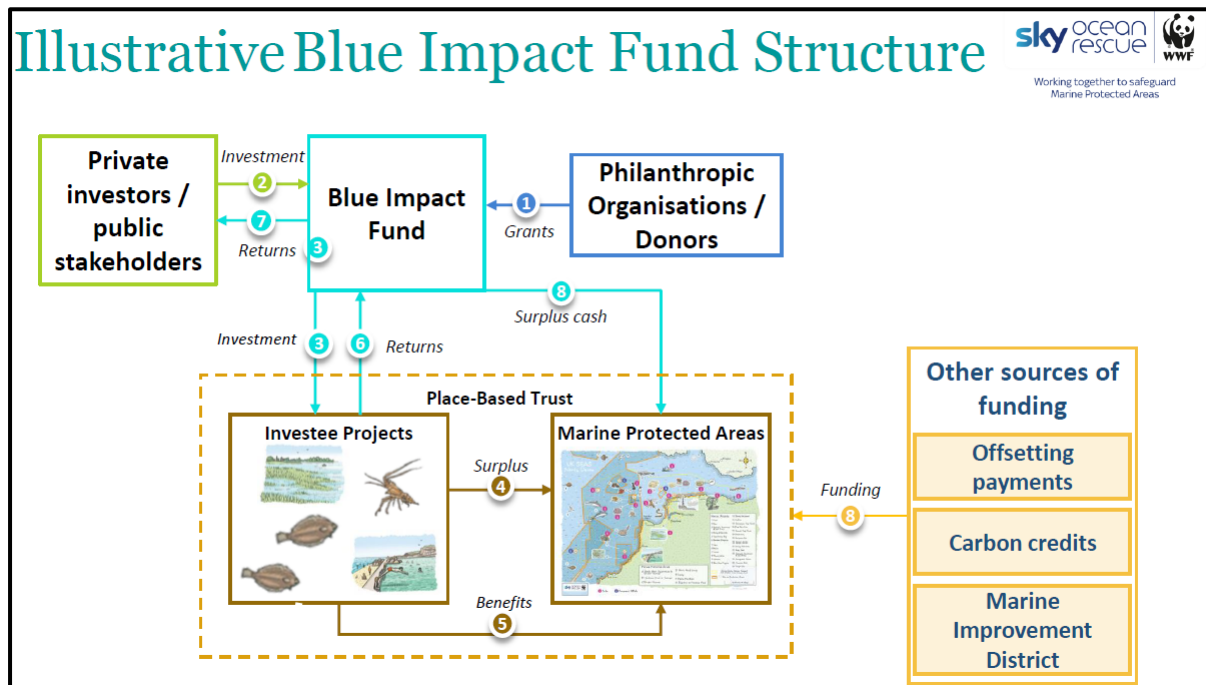 Illustrative Blue Impact Fund Structure
sky ocean
rescue
WWF
Working together to safeguard
Marine Protected Areas
Private
investors /
public
stakeholders
Investment
2
7
Returns
3
Blue Impact
Fund
1
Grants
Philanthropic
Organisations /
Donors
8
Surplus cash
Investment
3
6
Returns
Place-Based Trust
Investee Projects
Surplus
4
Marine Protected Areas
Benefits
5
Funding
8
Other sources of
funding
Offsetting
payments
Carbon credits
Marine
Improvement
District